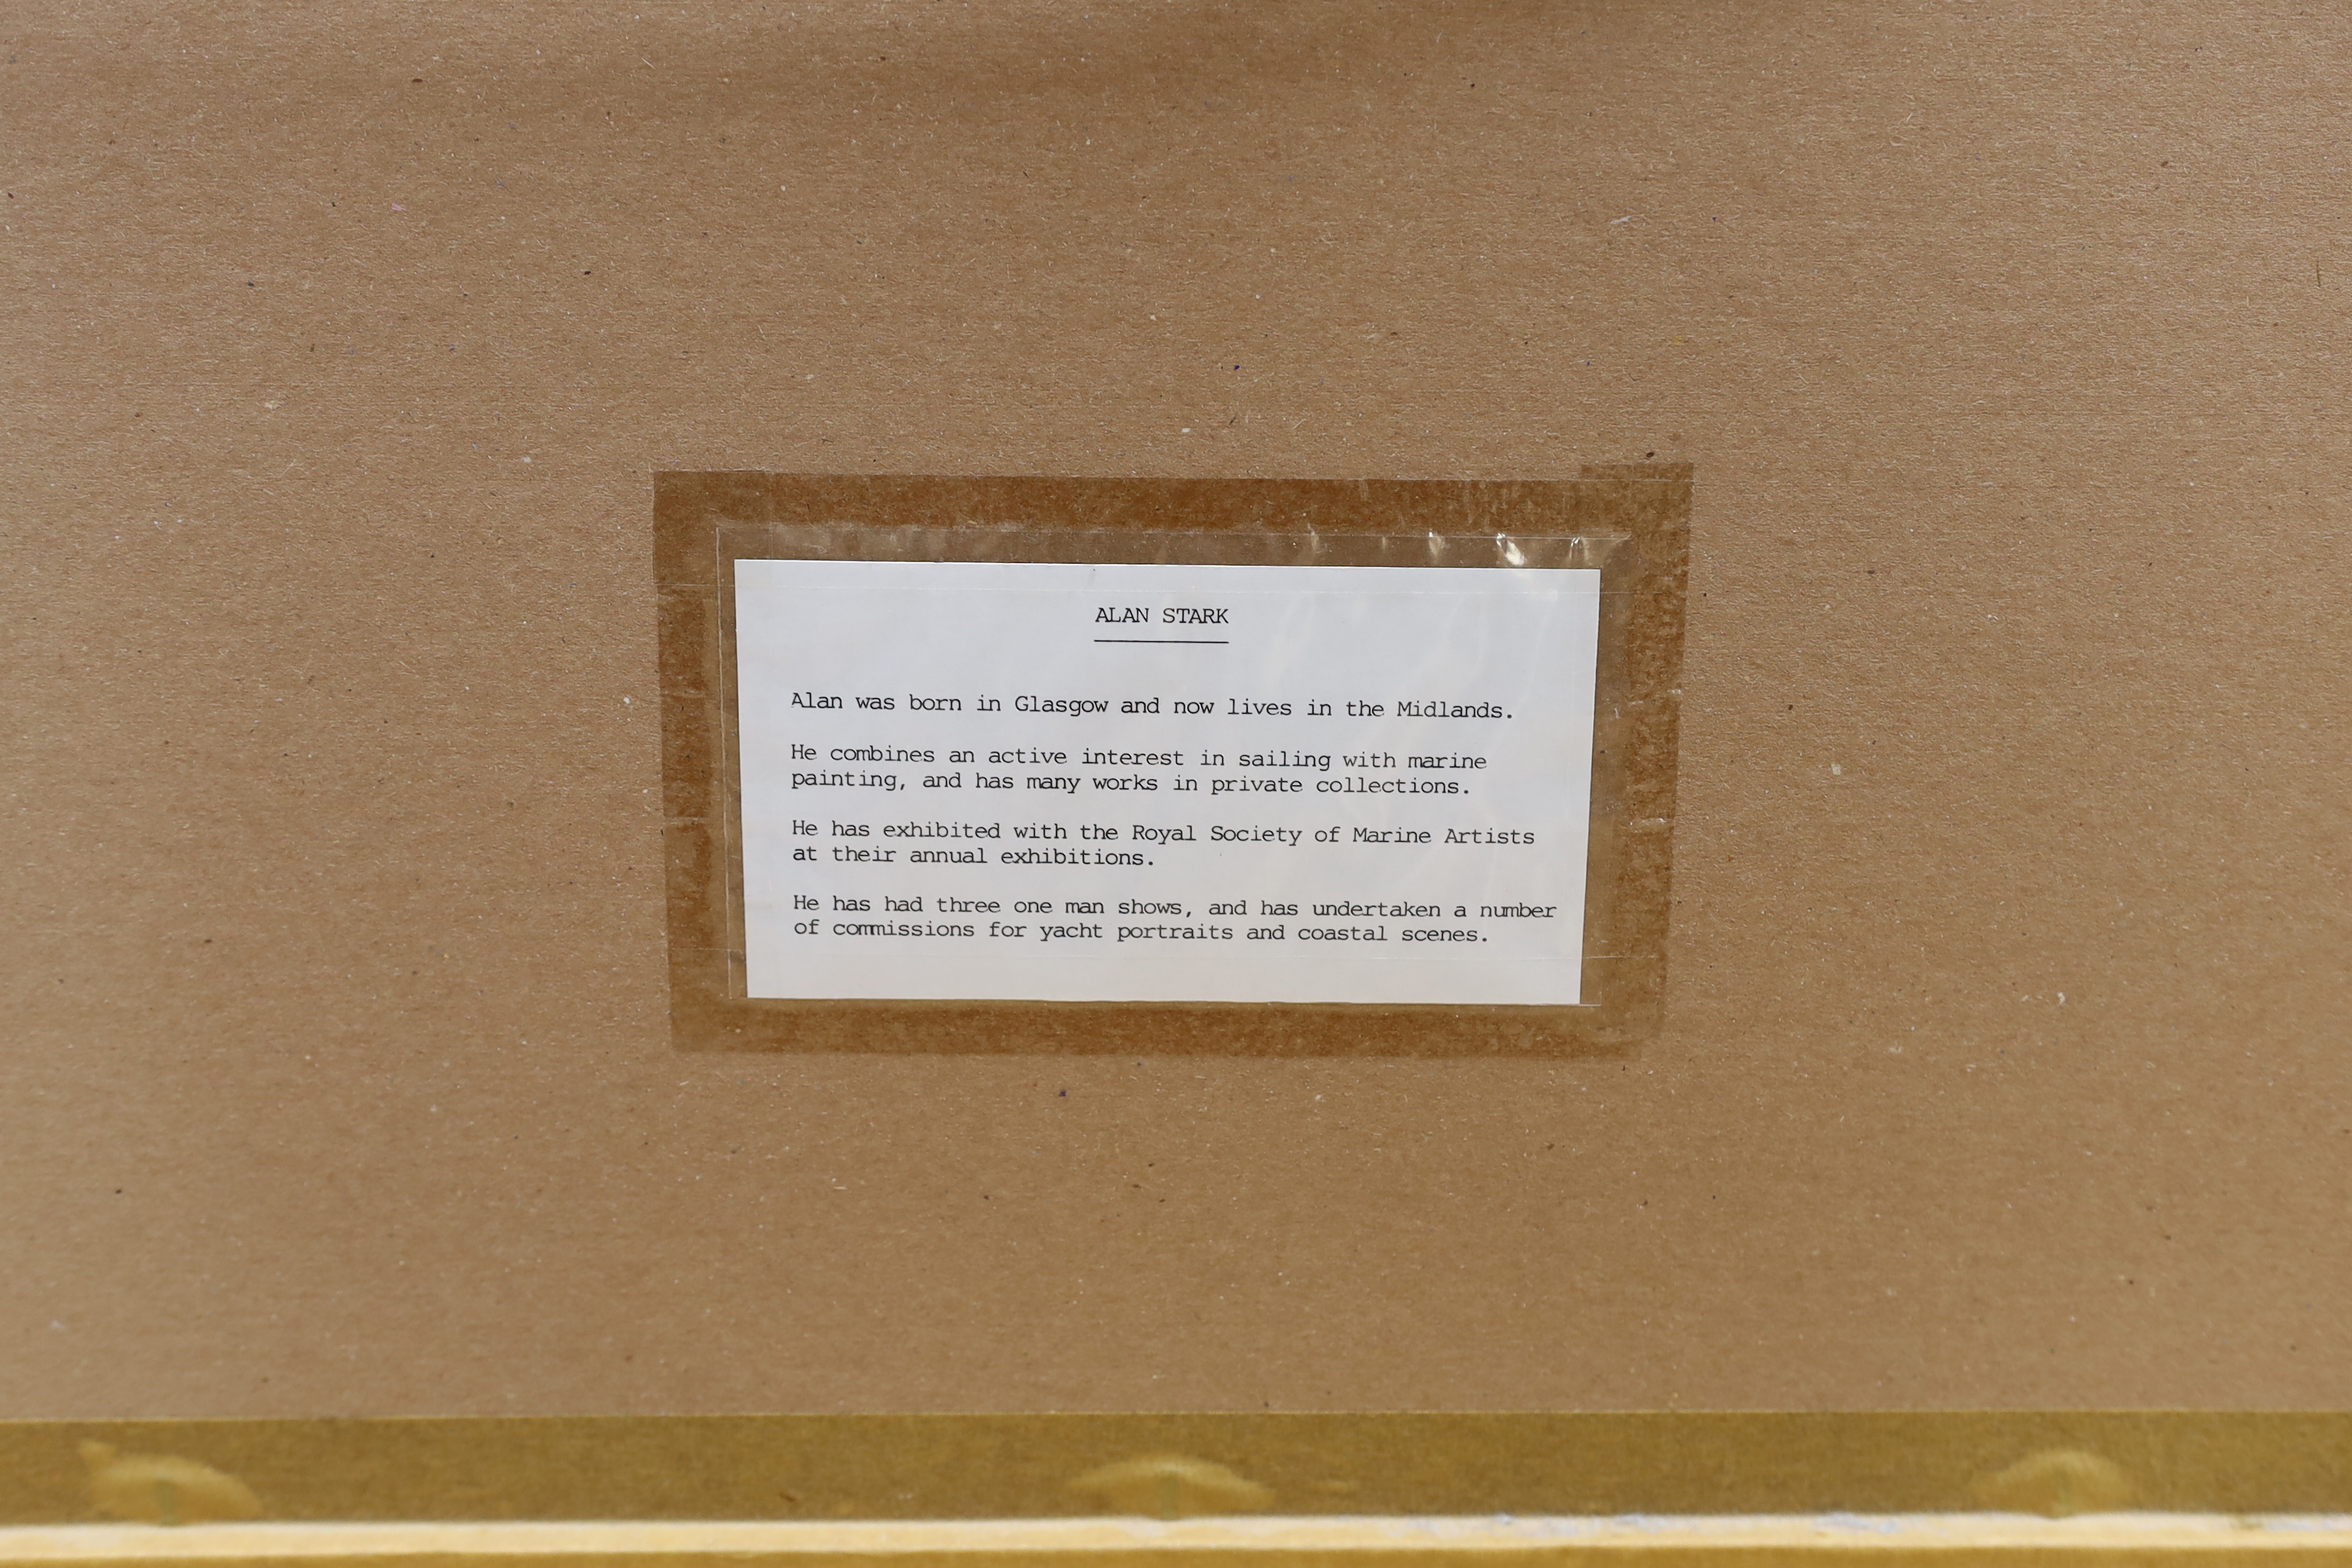 ALAN STARK
Alan was born in Glasgow and now lives in the Midlands.
He combines an active interest in sailing with marine
painting, and has many works in private collections.
He has exhibited with the Royal Society of Marine Artists
at their annual exhibitions.
He has had three one man shows, and has undertaken a number
of commissions for yacht portraits and coastal scenes.